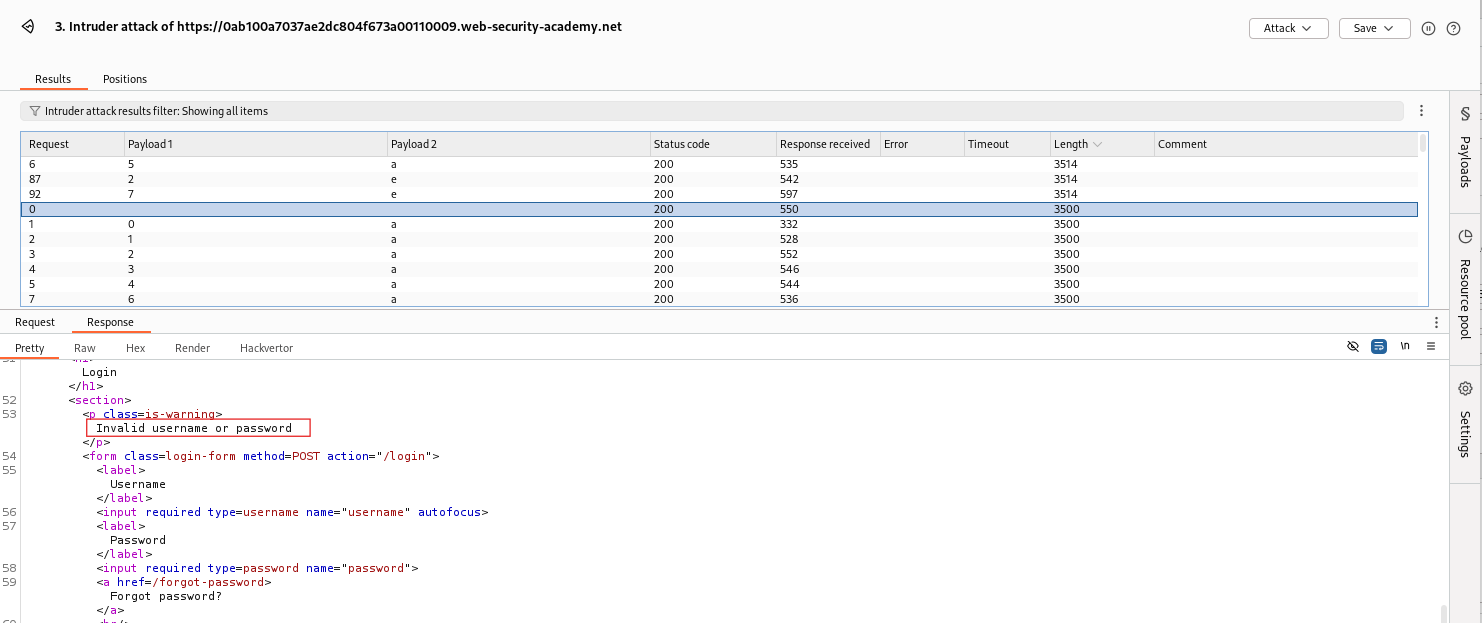 3. Intruder attack of https://0ab100a7037ae2dc804f673a00110009.web-security-academy.net
Attack
Save
Results Positions
Intruder attack results filter: Showing all items
Request Payload 1 Payload 2 Status code Response received Error Timeout Length Comment
6 5 a 200 535 3514
87 2 e 200 542 3514
92 7 e 200 597 3514
0 200 550 3500
1 0 a 200 332 3500
2 1 a 200 528 3500
3 2 a 200 552 3500
4 3 a 200 546 3500
5 4 a 200 544 3500
7 6 a 200 536 3500
Payloads
Resource pool
Settings
Request Response
Pretty Raw Hex Render Hackvertor
\n
Login
</h1>
52 <section>
53 <p class=is-warning>
Invalid username or password
</p>
54 <form class=login-form method=POST action="/login">
55 <label>
Username
</label>
56 <input required type=username name="username" autofocus>
57 <label>
Password
</label>
58 <input required type=password name="password">
59 <a href=/forgot-password>
Forgot password?
</a>